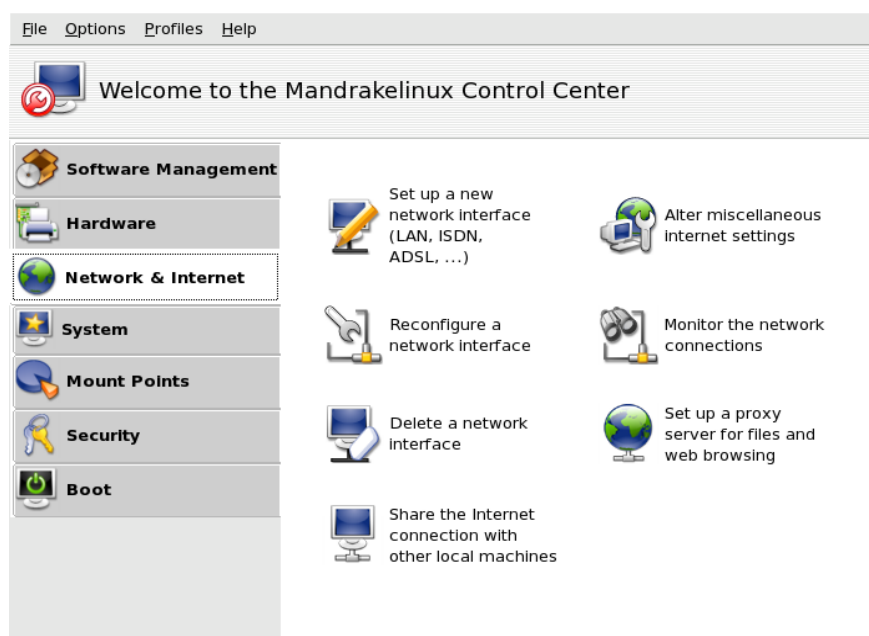 File Options Profiles Help
Welcome to the Mandrakelinux Control Center
Software Management
Hardware
Network & Internet
System
Mount Points
Security
Boot
Set up a new
network interface
(LAN, ISDN,
ADSL, ...)
Alter miscellaneous
internet settings
Reconfigure a
network interface
Monitor the network
connections
Delete a network
interface
Set up a proxy
server for files and
web browsing
Share the Internet
connection with
other local machines